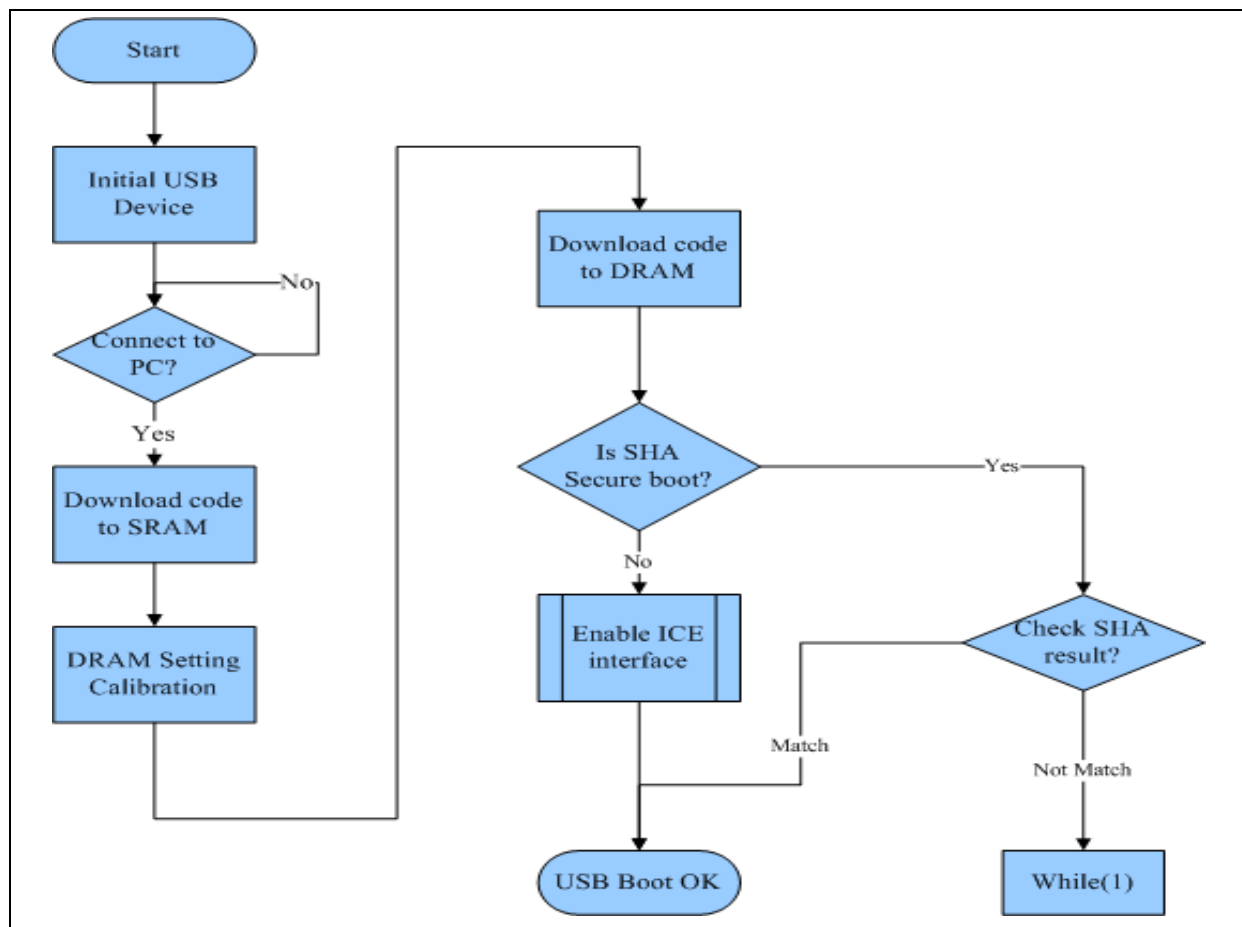 Start
Initial USB
Device
No
Connect to
PC?
Yes
Download code
to SRAM
DRAM Setting
Calibration
Download code
to DRAM
Is SHA
Secure boot?
Yes
No
Enable ICE
interface
Check SHA
result?
Match
Not Match
USB Boot OK
While(1)